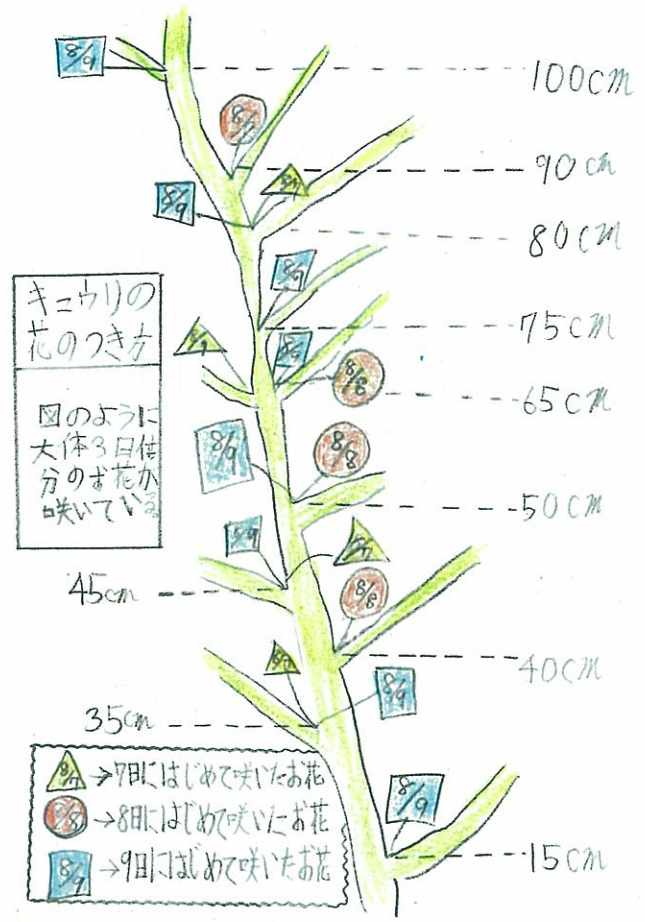 8/9
100cm
8/8
90cm
8/7
8/9
80cm
8/9
75cm
キュウリの
花のつき方
8/7
8/9
8/8
65cm
図のように
大体3日位
分のお花が
咲いている
8/9
8/8
50cm
8/9
8/7
45cm
8/8
40cm
8/7
8/9
35cm
8/7→7日にはじめて咲いたお花
8/8→8日にはじめて咲いたお花
8/9→9日にはじめて咲いたお花
8/9
15cm